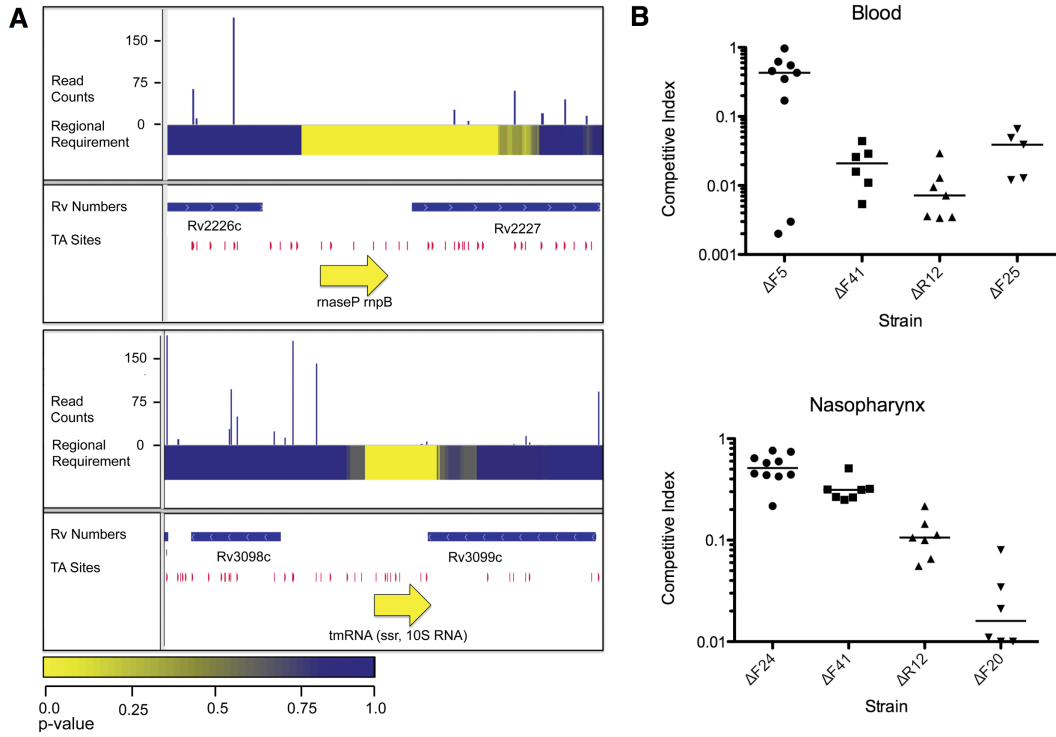 A
150
Read
Counts
75
Regional
Requirement
0
Rv Numbers
Rv2226c
Rv2227
TA Sites
rnaseP rnpB
150
Read
Counts
75
Regional
Requirement
0
Rv Numbers
Rv3098c
Rv3099c
TA Sites
tmRNA (ssr, 10S RNA)
0.0
0.25
0.5
0.75
1.0
p-value
B
Blood
Competitive Index
1
0.1
0.01
0.001
ΔF5
ΔF41
ΔR12
ΔF25
Strain
Nasopharynx
Competitive Index
1
0.1
0.01
ΔF24
ΔF41
ΔR12
ΔF20
Strain